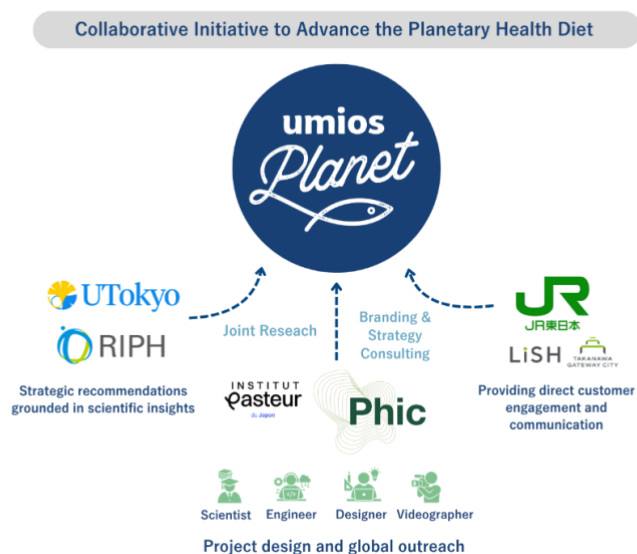 Collaborative Initiative to Advance the Planetary Health Diet
umios
Planet
UTokyo
RIPH
Strategic recommendations
grounded in scientific insights
Joint Reseach
Branding &
Strategy
Consulting
INSTITUT
Pasteur
du Japon
Phic
JR
JR東日本
LiSH
TAKANAWA
GATEWAY CITY
Providing direct customer
engagement and
communication
Scientist Engineer Designer Videographer
Project design and global outreach